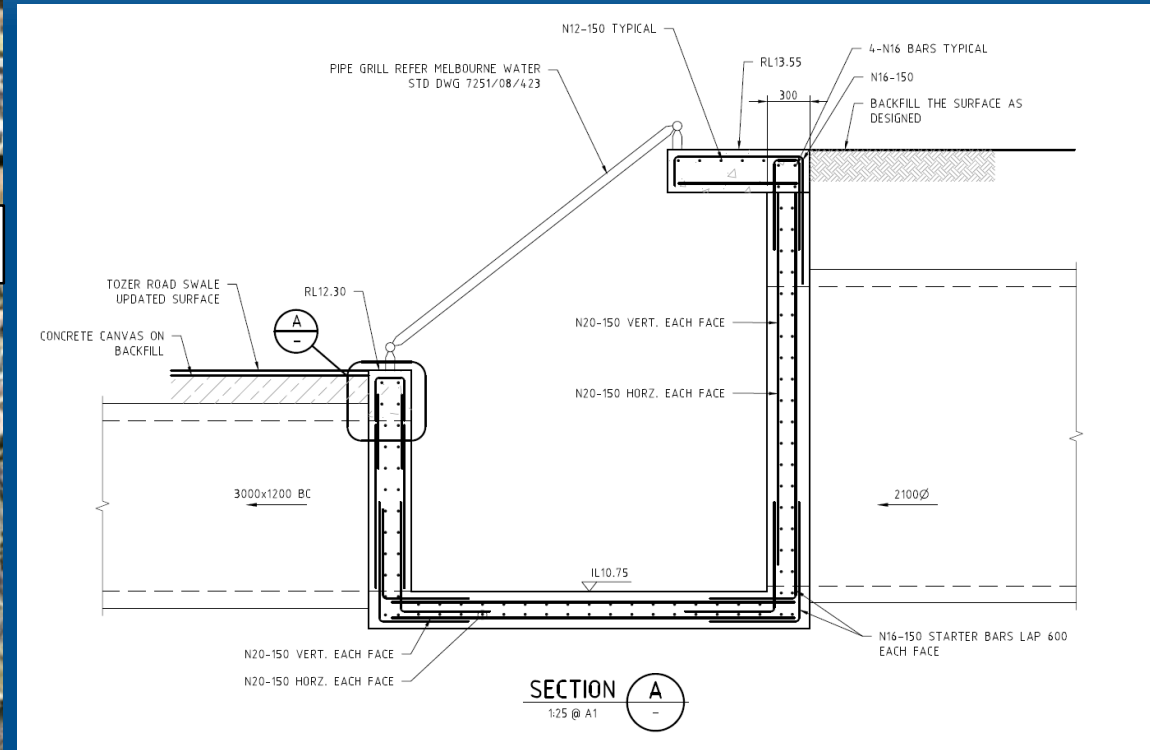 N12-150 TYPICAL
4-N16 BARS TYPICAL
PIPE GRILL REFER MELBOURNE WATER
STD DWG 7251/08/423
RL13.55
N16-150
300
BACKFILL THE SURFACE AS
DESIGNED
TOZER ROAD SWALE
UPDATED SURFACE
RL12.30
A
-
CONCRETE CANVAS ON
BACKFILL
N20-150 VERT. EACH FACE
N20-150 HORZ. EACH FACE
3000x1200 BC
2100Ø
IL10.75
N16-150 STARTER BARS LAP 600
EACH FACE
N20-150 VERT. EACH FACE
N20-150 HORZ. EACH FACE
SECTION
1:25 @ A1
A
-